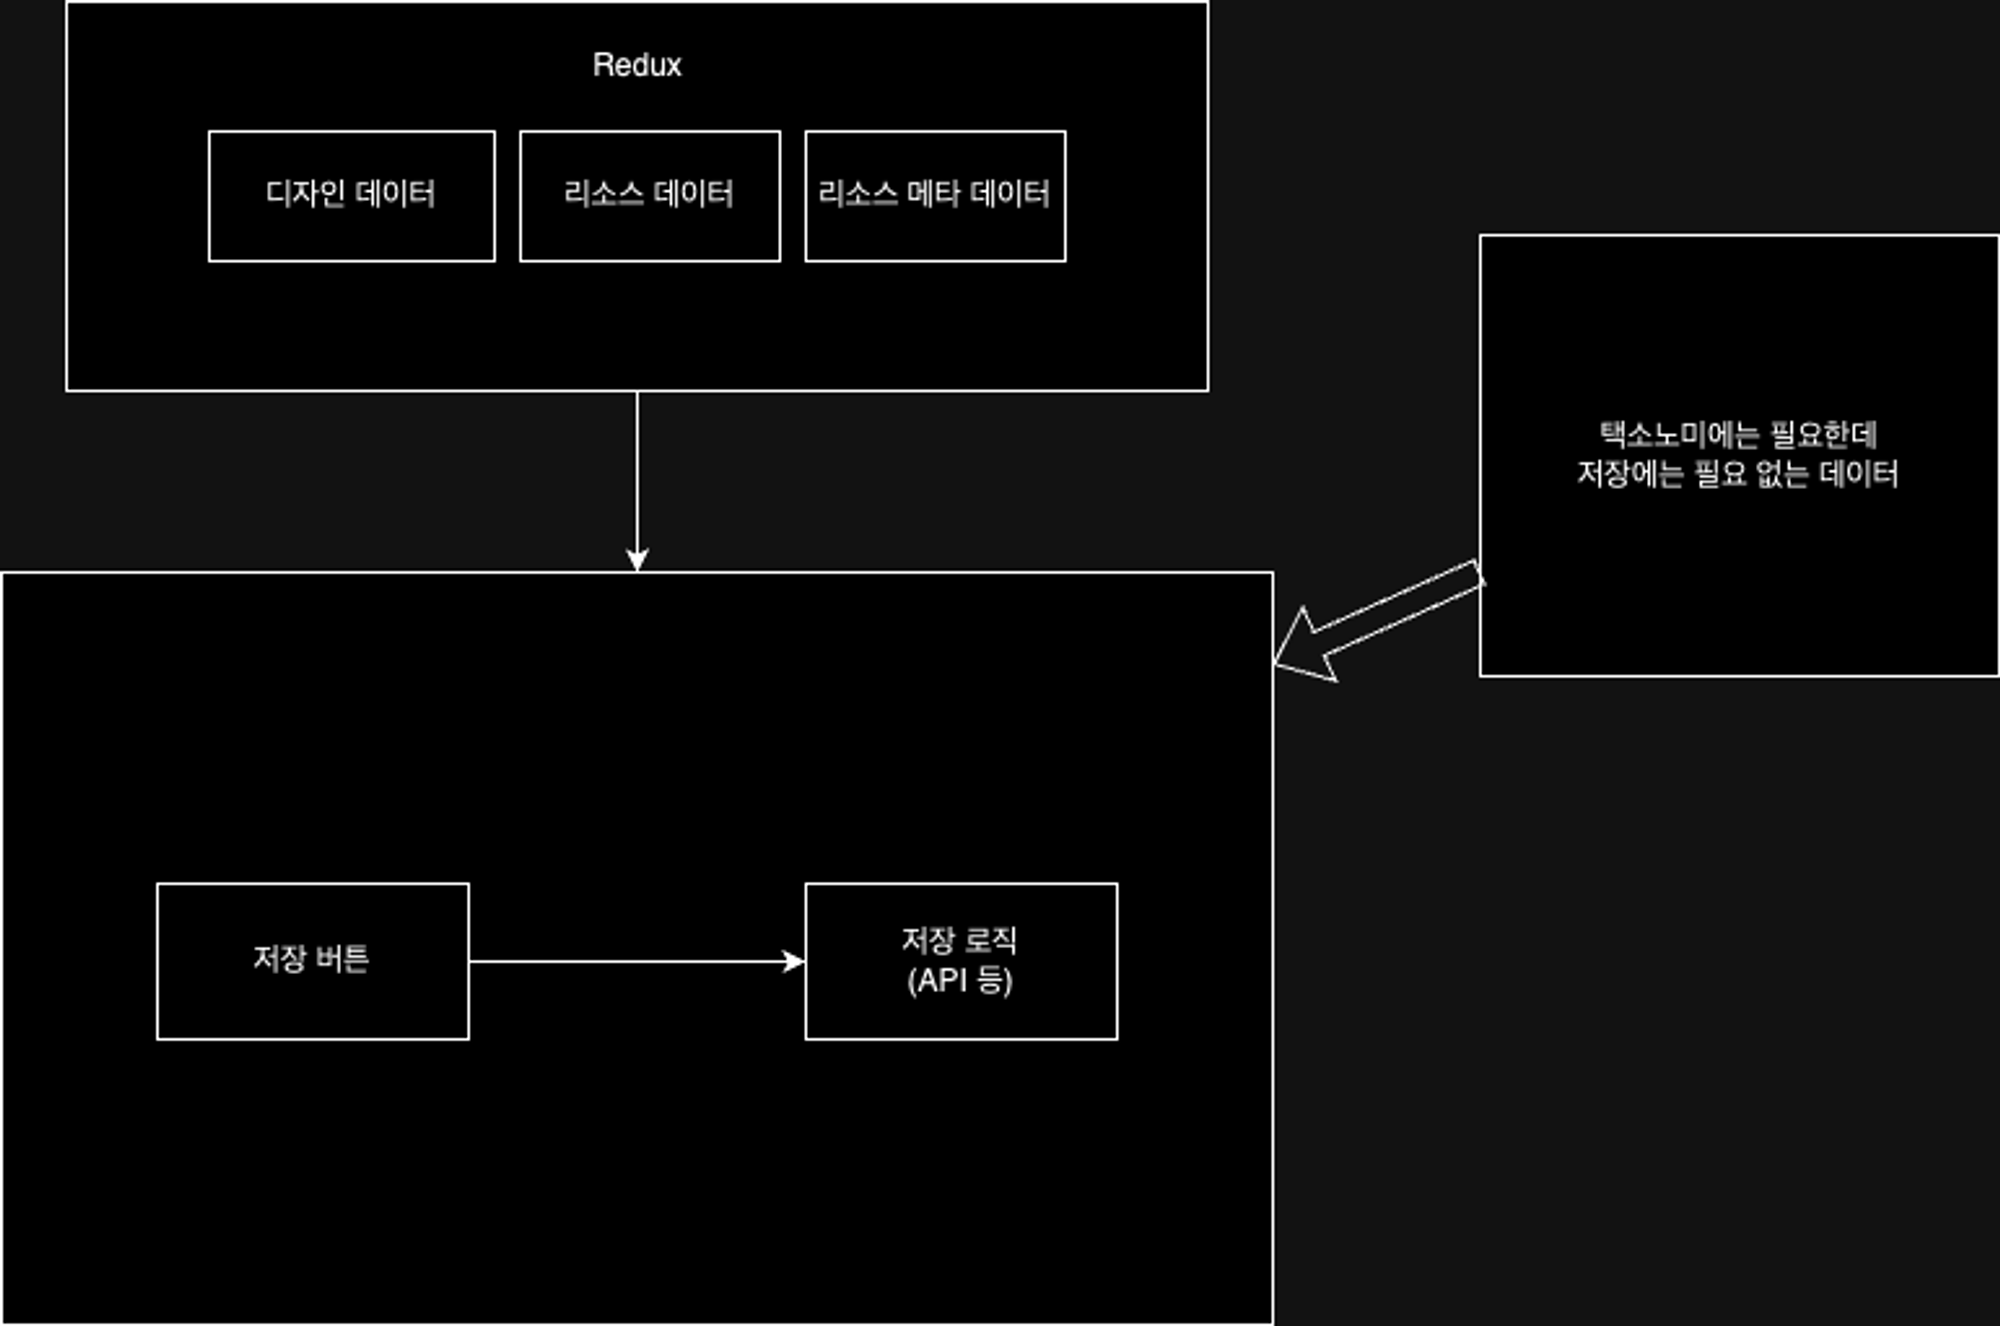 Redux
디자인 데이터
리소스 데이터
리소스 메타 데이터
택소노미에는 필요한데
저장에는 필요 없는 데이터
저장 버튼
저장 로직
(API 등)